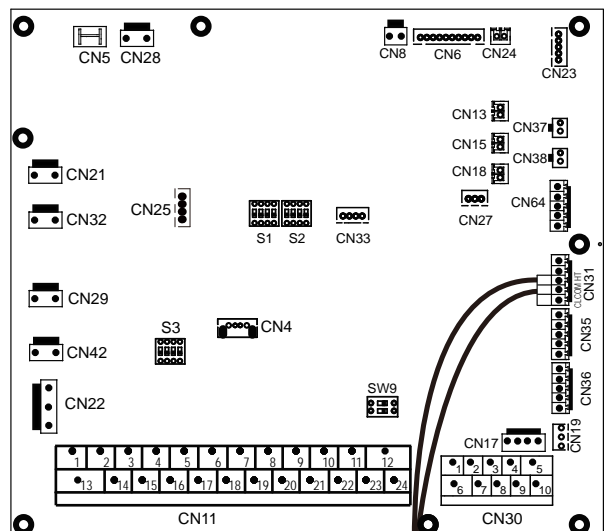 CN5 CN28 CN8 CN6 CN24 CN23
CN13
CN37
CN15
CN38
CN18
CN21
CN25
CN32
S1 S2 CN33 CN27 CN64
CN31
CL COM HT
CN29
S3 CN4
CN35
CN42
CN22
SW9
CN36
CN17 CN19
1 2 3 4 5 6 7 8 9 10 11 12
13 14 15 16 17 18 19 20 21 22 23 24
CN11
1 2 3 4 5
6 7 8 9 10
CN30